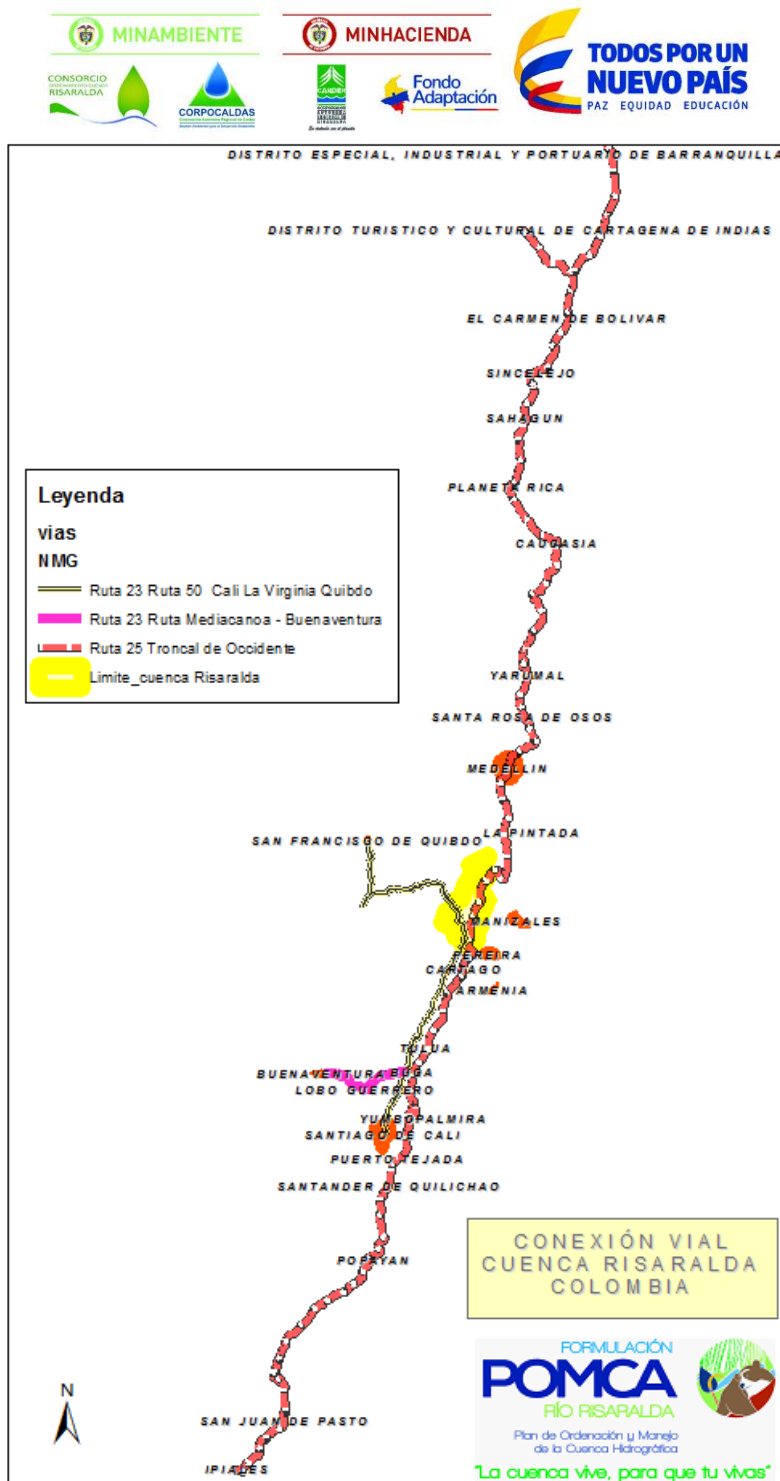 MINAMBIENTE
MINHACIENDA
CONSORCIO
RISARALDA
CORPOCALDAS
Fondo
Adaptación
TODOS POR UN
NUEVO PAÍS
PAZ EQUIDAD EDUCACIÓN
DISTRITO ESPECIAL, INDUSTRIAL Y PORTUARIO DE BARRANQUILLA
DISTRITO TURISTICO Y CULTURAL DE CARTAGENA DE INDIAS
EL CARMEN DE BOLIVAR
SINCELEJO
SAHAGUN
PLANETA RICA
CAUCASIA
Leyenda
vias
NMG
Ruta 23 Ruta 50 Cali La Virginia Quibdo
Ruta 23 Ruta Mediacanoa - Buenaventura
Ruta 25 Troncal de Occidente
Limite_cuenca Risaralda
YARUMAL
SANTA ROSA DE OSOS
MEDELLIN
LA PINTADA
SAN FRANCISCO DE QUIBDO
MANIZALES
PEREIRA
CARTAGO
ARMENIA
TULUA
BUENAVENTURA BUGA
LOBO GUERRERO
YUMBO PALMIRA
SANTIAGO DE CALI
PUERTO TEJADA
SANTANDER DE QUILICHAO
POPAYAN
CONEXIÓN VIAL
CUENCA RISARALDA
COLOMBIA
FORMULACIÓN
POMCA
RÍO RISARALDA
Plan de Ordenación y Manejo
de la Cuenca Hidrográfica
"La cuenca vive, para que tu vivas"
N
SAN JUAN DE PASTO
IPIALES